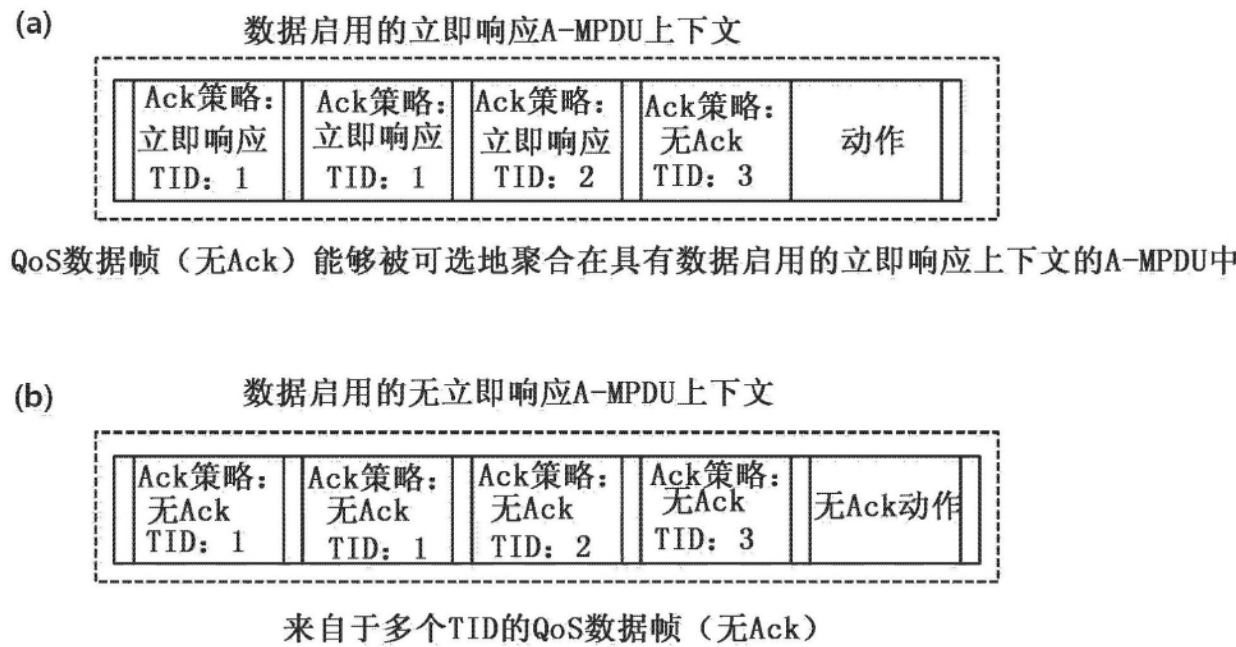 (a)
数据启用的立即响应A-MPDU上下文
Ack策略: Ack策略: Ack策略: Ack策略:
立即响应 立即响应 立即响应 无Ack 动作
TID: 1 TID: 1 TID: 2 TID: 3
QoS数据帧（无Ack）能够被可选地聚合在具有数据启用的立即响应上下文的A-MPDU中
(b)
数据启用的无立即响应A-MPDU上下文
Ack策略: Ack策略: Ack策略: Ack策略:
无Ack 无Ack 无Ack 无Ack 无Ack动作
TID: 1 TID: 1 TID: 2 TID: 3
来自于多个TID的QoS数据帧（无Ack）